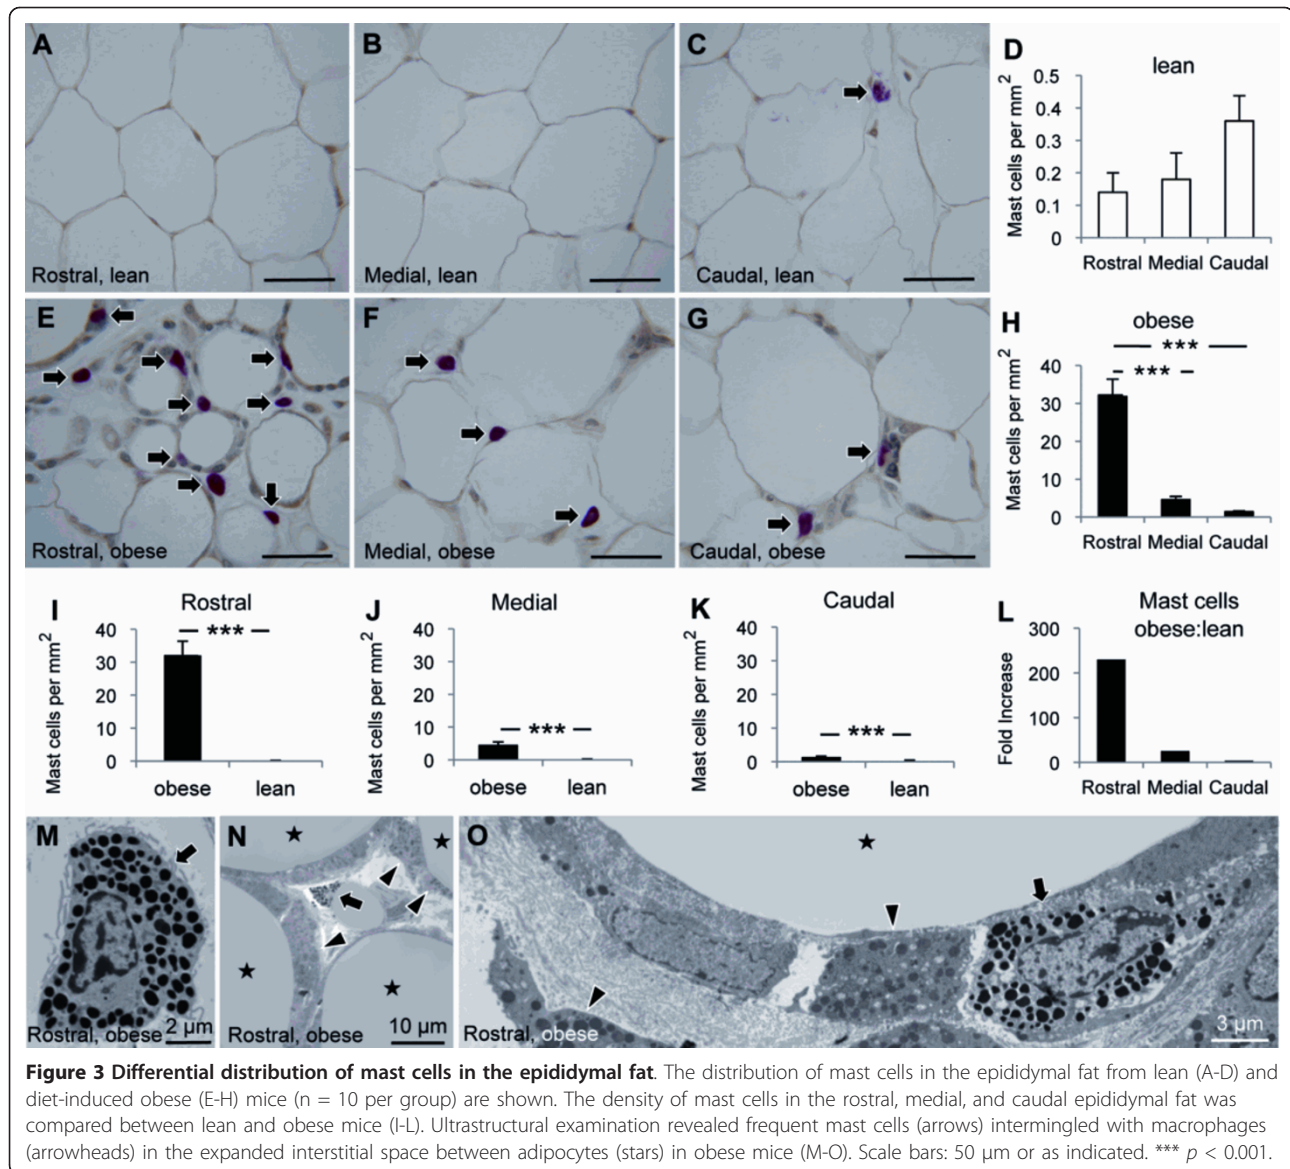 A
Rostral, lean
B
Medial, lean
C
Caudal, lean
D
lean
Mast cells per mm²
0.5
0.4
0.3
0.2
0.1
0
Rostral Medial Caudal
E
Rostral, obese
F
Medial, obese
G
Caudal, obese
H
obese
***
***
Mast cells per mm²
40
30
20
10
0
Rostral Medial Caudal
I
Rostral
Mast cells per mm²
40
30
20
10
0
***
obese lean
J
Medial
Mast cells per mm²
40
30
20
10
0
***
obese lean
K
Caudal
Mast cells per mm²
40
30
20
10
0
***
obese lean
L
Mast cells
obese:lean
Fold Increase
300
200
100
0
Rostral Medial Caudal
M
Rostral, obese 2 µm
N
Rostral, obese 10 µm
O
Rostral, obese 3 µm
Figure 3 Differential distribution of mast cells in the epididymal fat. The distribution of mast cells in the epididymal fat from lean (A-D) and
diet-induced obese (E-H) mice (n = 10 per group) are shown. The density of mast cells in the rostral, medial, and caudal epididymal fat was
compared between lean and obese mice (I-L). Ultrastructural examination revealed frequent mast cells (arrows) intermingled with macrophages
(arrowheads) in the expanded interstitial space between adipocytes (stars) in obese mice (M-O). Scale bars: 50 µm or as indicated. *** p < 0.001.